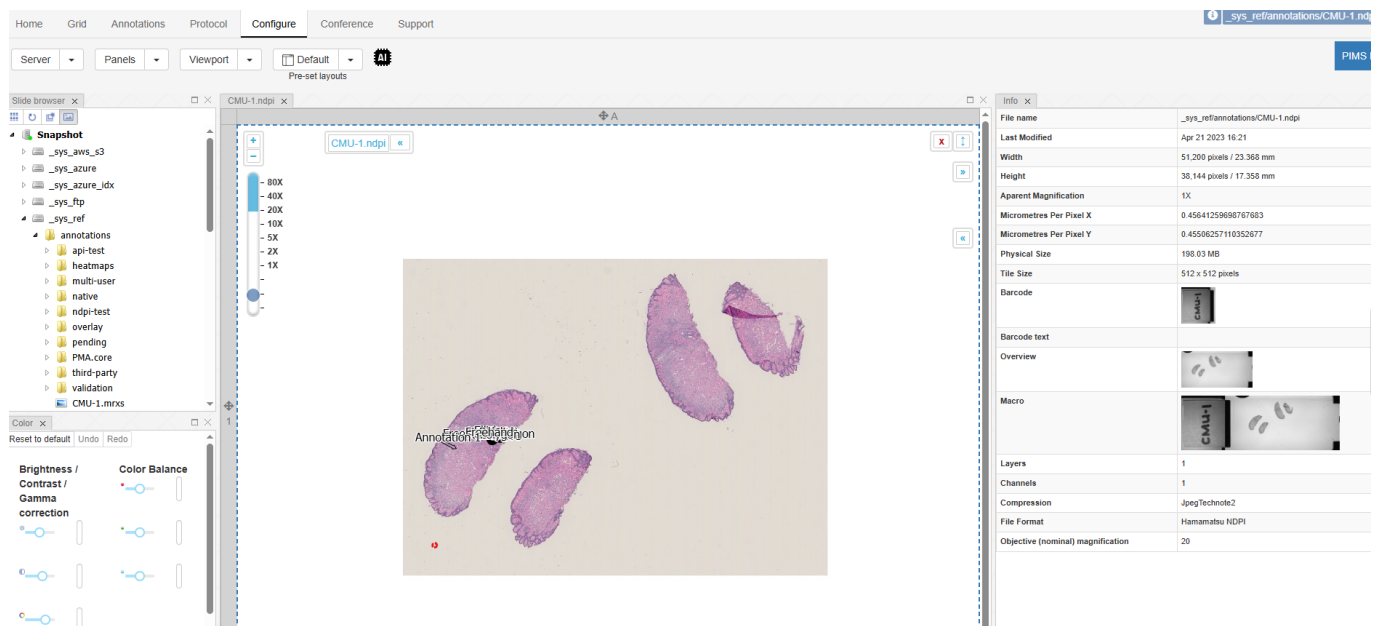 Home Grid Annotations Protocol Configure Conference Support
_sys_ref/annotations/CMU-1.ndp
Server Panels Viewport Default AI
Pre-set layouts
PIMS
Slide browser x
Snapshot
_sys_aws_s3
_sys_azure
_sys_azure_idx
_sys_ftp
_sys_ref
annotations
api-test
heatmaps
multi-user
native
ndpi-test
overlay
pending
PMA.core
third-party
validation
CMU-1.mrxs
Color x
Reset to default Undo Redo
Brightness /
Contrast /
Gamma
correction
Color Balance
CMU-1.ndpi x
A
1
+
−
CMU-1.ndpi «
x
»
«
80X
40X
20X
10X
5X
2X
1X
Annotation
Freehand
Info x
File name _sys_ref/annotations/CMU-1.ndpi
Last Modified Apr 21 2023 16:21
Width 51,200 pixels / 23.368 mm
Height 38,144 pixels / 17.358 mm
Aparent Magnification 1X
Micrometres Per Pixel X 0.45641259698767683
Micrometres Per Pixel Y 0.45506257110352677
Physical Size 198.03 MB
Tile Size 512 x 512 pixels
Barcode
CMU-1
Barcode text
Overview
Macro
CMU-1
Layers 1
Channels 1
Compression JpegTechnote2
File Format Hamamatsu NDPI
Objective (nominal) magnification 20